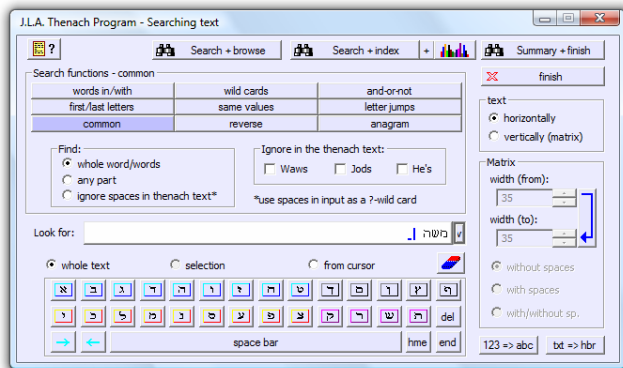 J.L.A. Thenach Program - Searching text
? Search + browse Search + index + Summary + finish
finish
Search functions - common
words in/with wild cards and-or-not
first/last letters same values letter jumps
common reverse anagram
text
horizontally
vertically (matrix)
Find:
whole word/words
any part
ignore spaces in thenach text*
Ignore in the thenach text:
Waws Jods He's
*use spaces in input as a ?-wild card
Matrix
width (from):
35
width (to):
35
without spaces
with spaces
with/without sp.
Look for: משה
whole text selection from cursor
א ב ג ד ה ו ז ח ט ך ם ן ץ ף
י כ ל מ נ ס ע פ צ ק ר ש ת del
→ ← space bar hme end
123 => abc txt => hbr